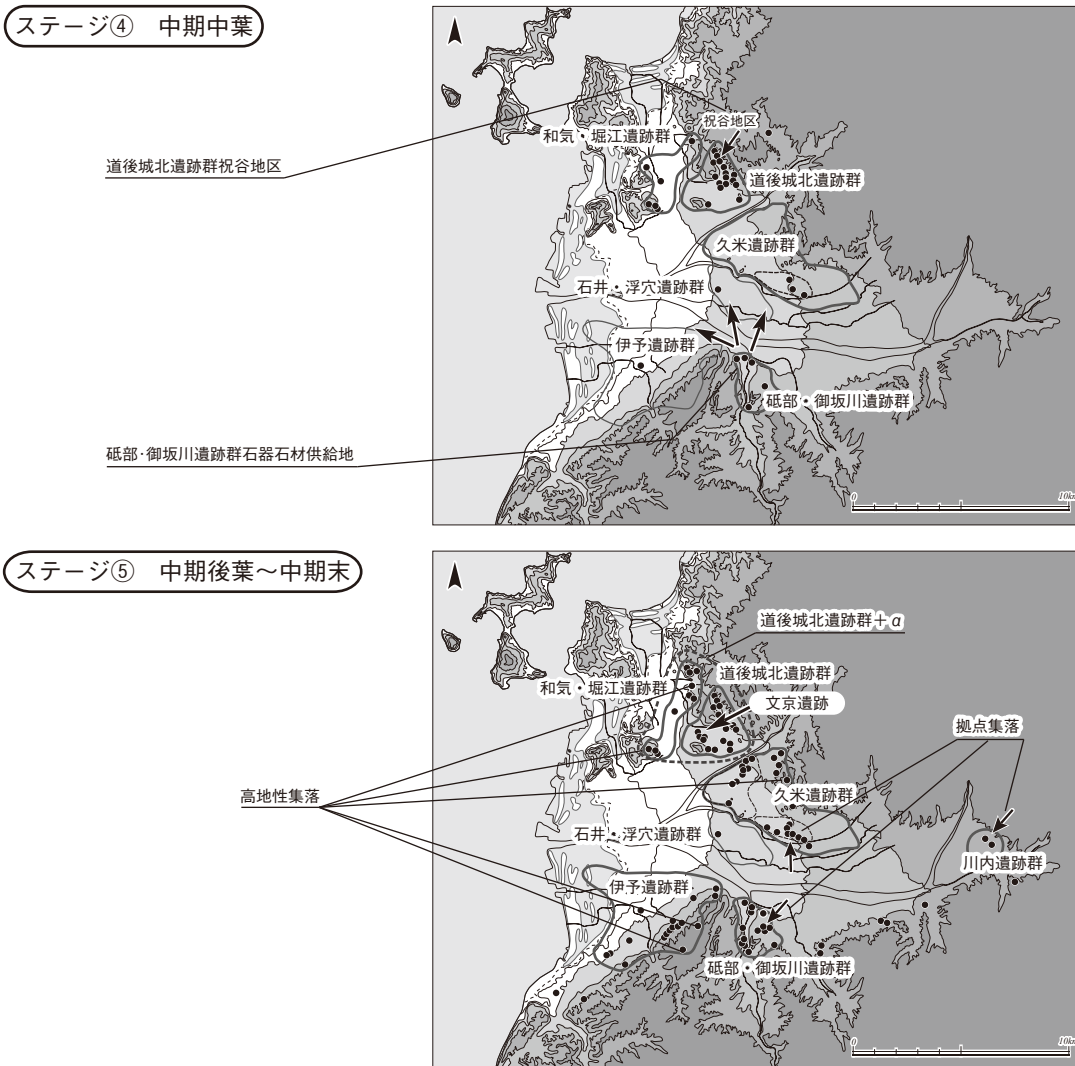 ステージ④　中期中葉
祝谷地区
和気・堀江遺跡群
道後城北遺跡群祝谷地区
道後城北遺跡群
久米遺跡群
石井・浮穴遺跡群
伊予遺跡群
砥部・御坂川遺跡群
砥部・御坂川遺跡群石器石材供給地
0
10km
ステージ⑤　中期後葉～中期末
道後城北遺跡群＋α
道後城北遺跡群
和気・堀江遺跡群
文京遺跡
拠点集落
高地性集落
久米遺跡群
石井・浮穴遺跡群
川内遺跡群
伊予遺跡群
砥部・御坂川遺跡群
0
10km